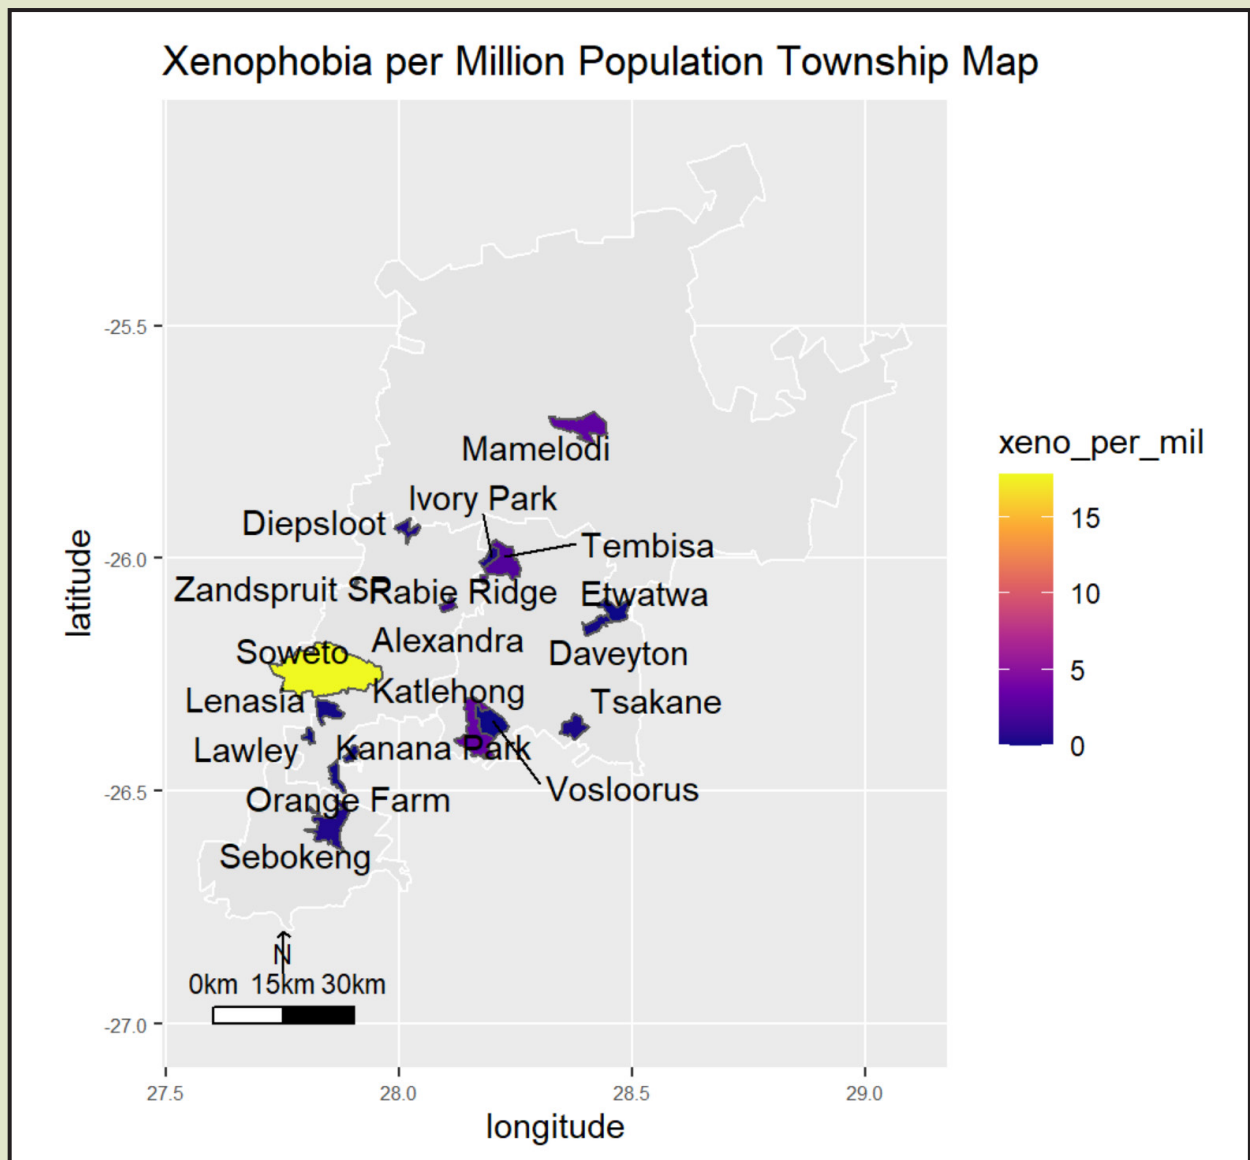 Xenophobia per Million Population Township Map
-25.5
-26.0
-26.5
-27.0
latitude
27.5
28.0
28.5
29.0
longitude
Mamelodi
Ivory Park
Diepsloot
Tembisa
Zandspruit SP
Rabie Ridge
Etwatwa
Alexandra
Soweto
Daveyton
Lenasia
Katlehong
Tsakane
Lawley
Kanana Park
Vosloorus
Orange Farm
Sebokeng
N
0km 15km 30km
xeno_per_mil
15
10
5
0